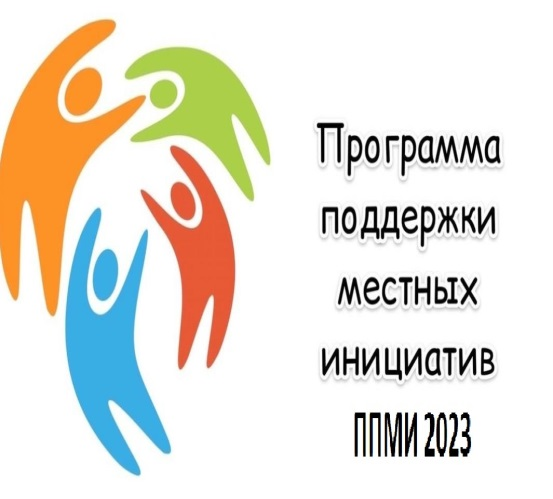 Программа
поддержки
местных
инициатив
ППМИ 2023